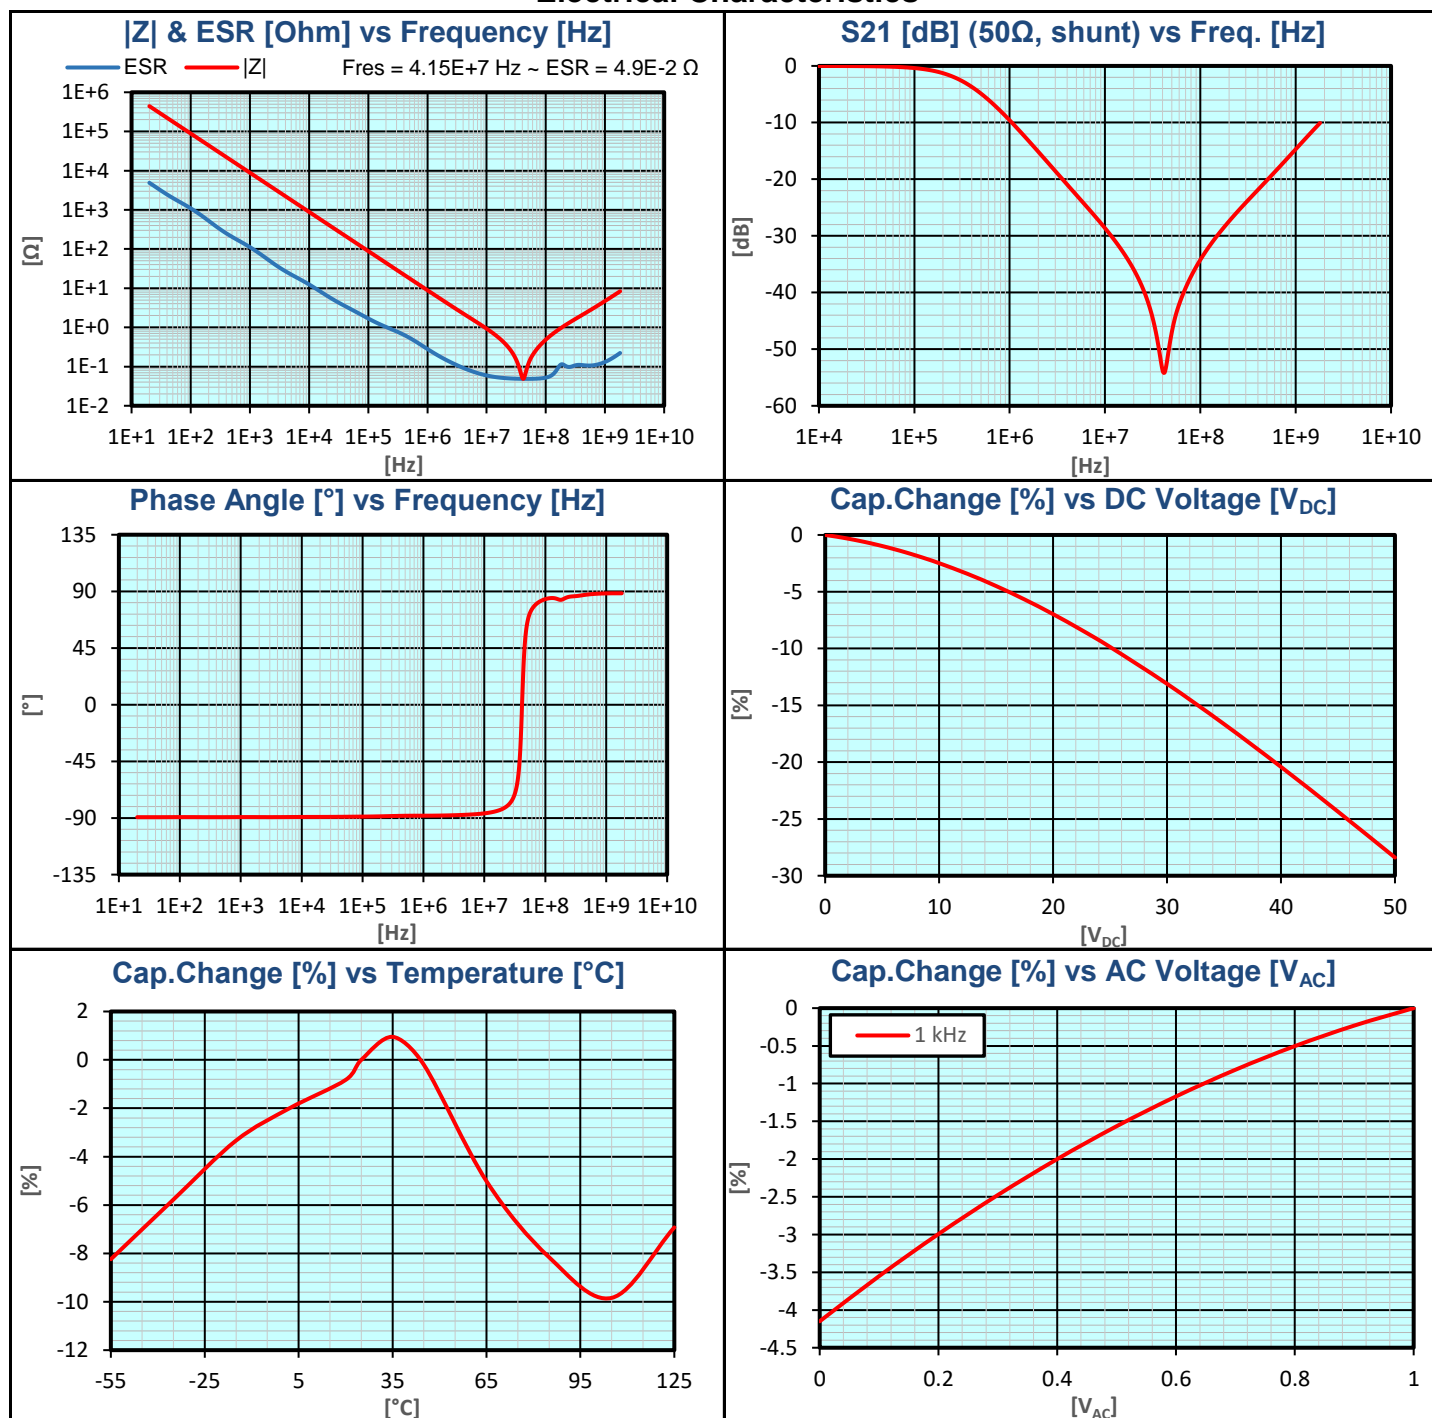 Electrical Characteristics
|Z| & ESR [Ohm] vs Frequency [Hz]
ESR |Z| Fres = 4.15E+7 Hz ~ ESR = 4.9E-2 Ω
1E+6
1E+5
1E+4
1E+3
1E+2
1E+1
1E+0
1E-1
1E-2
[Ω]
1E+1 1E+2 1E+3 1E+4 1E+5 1E+6 1E+7 1E+8 1E+9 1E+10
[Hz]
S21 [dB] (50Ω, shunt) vs Freq. [Hz]
0
-10
-20
-30
-40
-50
-60
[dB]
1E+4 1E+5 1E+6 1E+7 1E+8 1E+9 1E+10
[Hz]
Phase Angle [°] vs Frequency [Hz]
135
90
45
0
-45
-90
-135
[°]
1E+1 1E+2 1E+3 1E+4 1E+5 1E+6 1E+7 1E+8 1E+9 1E+10
[Hz]
Cap.Change [%] vs DC Voltage [VDC]
0
-5
-10
-15
-20
-25
-30
[%]
0 10 20 30 40 50
[VDC]
Cap.Change [%] vs Temperature [°C]
2
0
-2
-4
-6
-8
-10
-12
[%]
-55 -25 5 35 65 95 125
[°C]
Cap.Change [%] vs AC Voltage [VAC]
1 kHz
0
-0.5
-1
-1.5
-2
-2.5
-3
-3.5
-4
-4.5
[%]
0 0.2 0.4 0.6 0.8 1
[VAC]